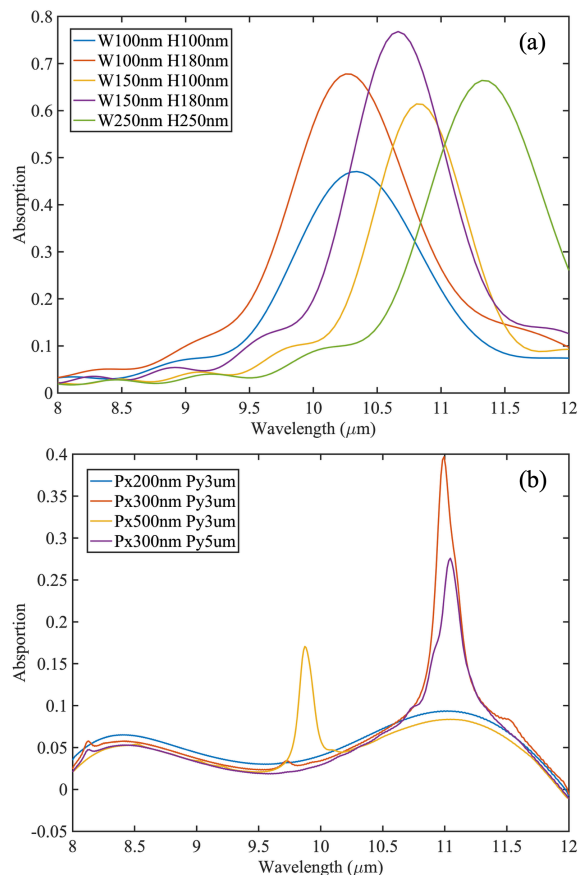 (a)
W100nm H100nm
W100nm H180nm
W150nm H100nm
W150nm H180nm
W250nm H250nm
0.8
0.7
0.6
0.5
0.4
0.3
0.2
0.1
0
Absorption
8 8.5 9 9.5 10 10.5 11 11.5 12
Wavelength (μm)
(b)
Px200nm Py3um
Px300nm Py3um
Px500nm Py3um
Px300nm Py5um
0.4
0.35
0.3
0.25
0.2
0.15
0.1
0.05
0
-0.05
Absportion
8 8.5 9 9.5 10 10.5 11 11.5 12
Wavelength (μm)